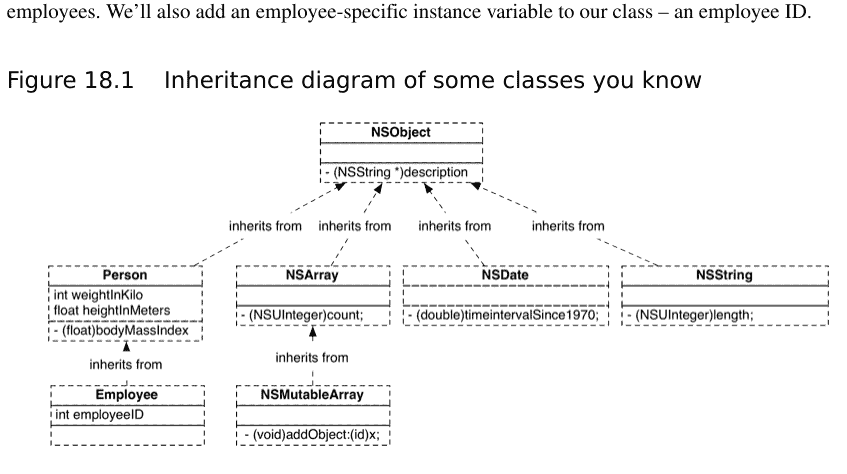 employees. We’ll also add an employee-specific instance variable to our class – an employee ID.
Figure 18.1 Inheritance diagram of some classes you know
NSObject
- (NSString *)description
inherits from inherits from inherits from inherits from
Person NSArray NSDate NSString
int weightInKilo
float heightInMeters
- (float)bodyMassIndex - (NSUInteger)count; - (double)timeintervalSince1970; - (NSUInteger)length;
inherits from inherits from
Employee NSMutableArray
int employeeID
- (void)addObject:(id)x;